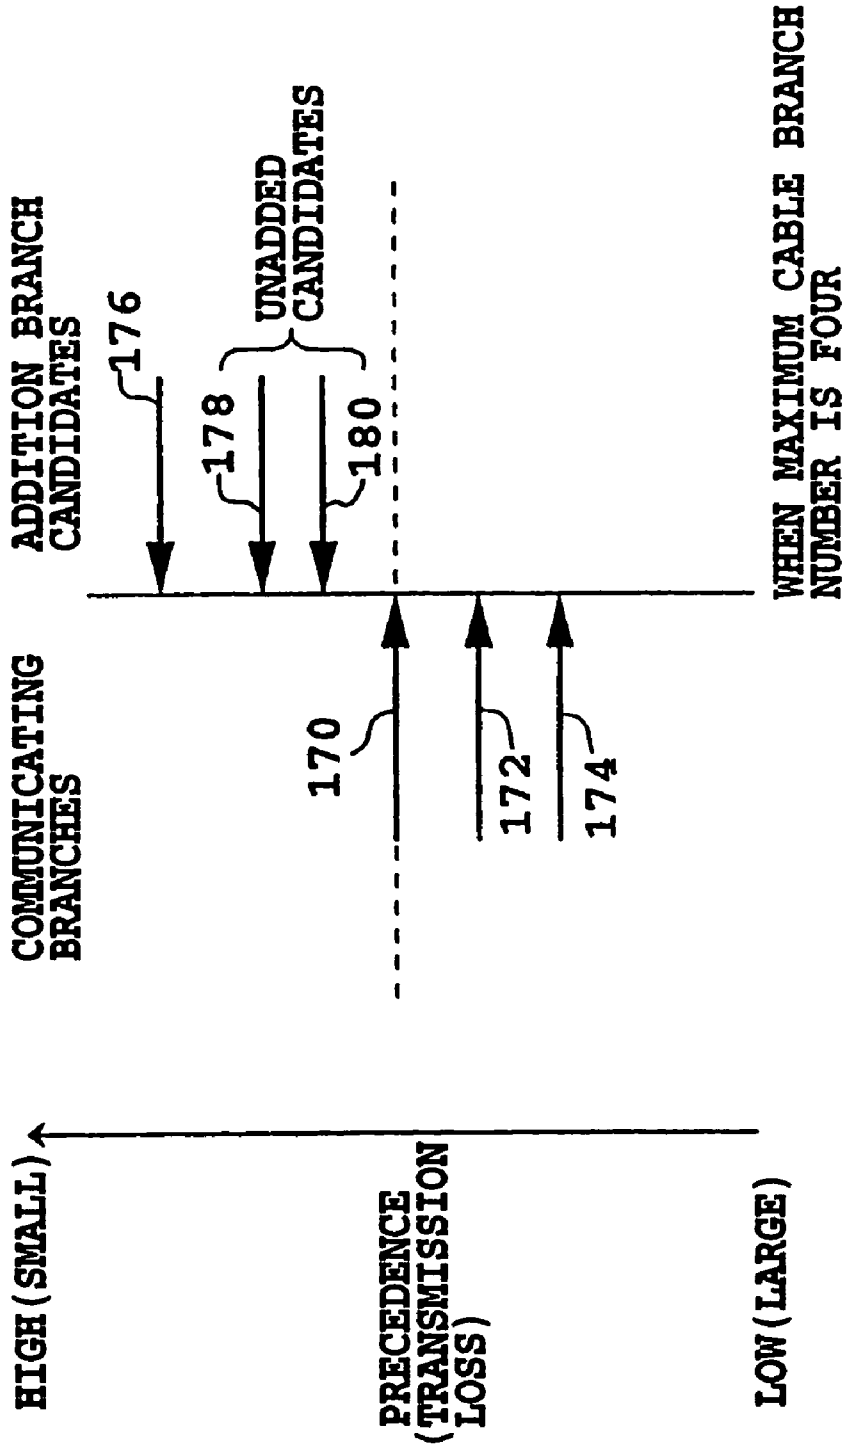 HIGH(SMALL)
PRECEDENCE
(TRANSMISSION
LOSS)
LOW(LARGE)
COMMUNICATING
BRANCHES
170
172
174
ADDITION BRANCH
CANDIDATES
176
178
180
UNADDED
CANDIDATES
WHEN MAXIMUM CABLE BRANCH
NUMBER IS FOUR